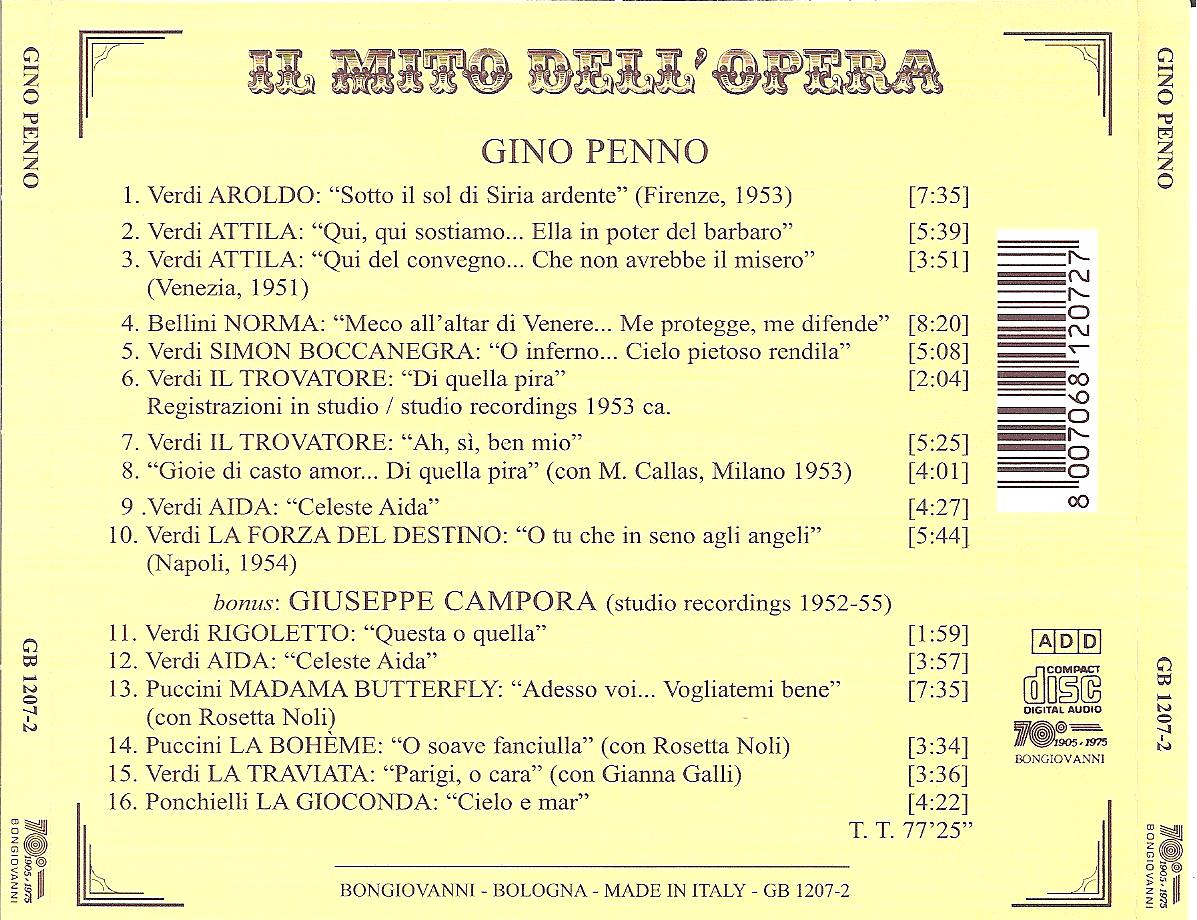 IL MITO DELL'OPERA
GINO PENNO
1. Verdi AROLDO: “Sotto il sol di Siria ardente” (Firenze, 1953) [7:35]
2. Verdi ATTILA: “Qui, qui sostiamo... Ella in poter del barbaro” [5:39]
3. Verdi ATTILA: “Qui del convegno... Che non avrebbe il misero” [3:51]
(Venezia, 1951)
4. Bellini NORMA: “Meco all’altar di Venere... Me protegge, me difende” [8:20]
5. Verdi SIMON BOCCANEGRA: “O inferno... Cielo pietoso rendila” [5:08]
6. Verdi IL TROVATORE: “Di quella pira” [2:04]
Registrazioni in studio / studio recordings 1953 ca.
7. Verdi IL TROVATORE: “Ah, sì, ben mio” [5:25]
8. “Gioie di casto amor... Di quella pira” (con M. Callas, Milano 1953) [4:01]
9 .Verdi AIDA: “Celeste Aida” [4:27]
10. Verdi LA FORZA DEL DESTINO: “O tu che in seno agli angeli” [5:44]
(Napoli, 1954)
bonus: GIUSEPPE CAMPORA (studio recordings 1952-55)
11. Verdi RIGOLETTO: “Questa o quella” [1:59]
12. Verdi AIDA: “Celeste Aida” [3:57]
13. Puccini MADAMA BUTTERFLY: “Adesso voi... Vogliatemi bene” [7:35]
(con Rosetta Noli)
14. Puccini LA BOHÈME: “O soave fanciulla” (con Rosetta Noli) [3:34]
15. Verdi LA TRAVIATA: “Parigi, o cara” (con Gianna Galli) [3:36]
16. Ponchielli LA GIOCONDA: “Cielo e mar” [4:22]
T. T. 77’25”
BONGIOVANNI - BOLOGNA - MADE IN ITALY - GB 1207-2
8 007068 120727
ADD
COMPACT
disc
DIGITAL AUDIO
70° 1905 - 1975
BONGIOVANNI
GINO PENNO
GB 1207-2
70° 1905 - 1975
BONGIOVANNI
GINO PENNO
GB 1207-2
70° 1905 - 1975
BONGIOVANNI